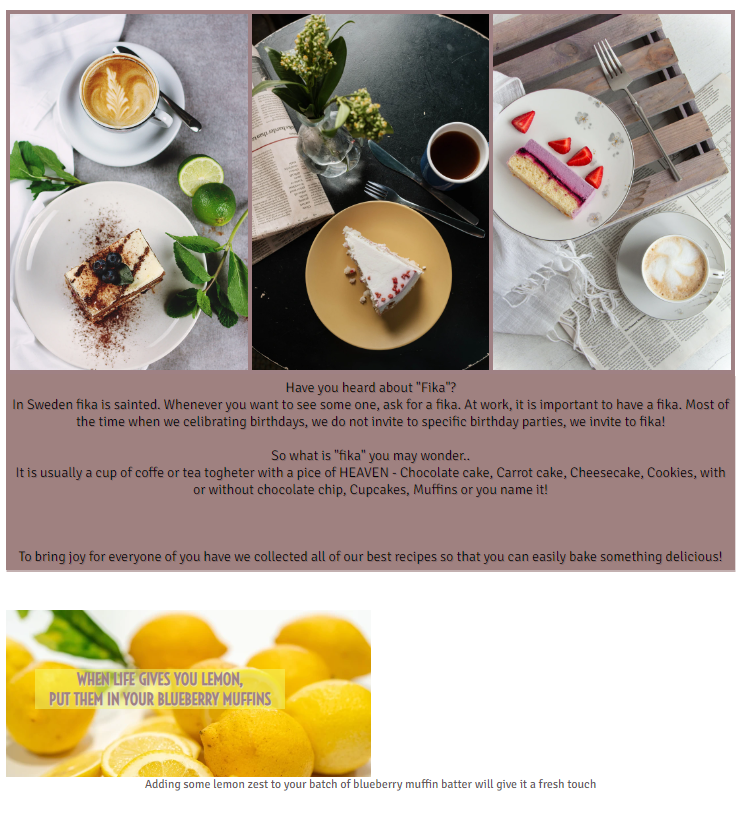 Have you heard about "Fika"?
In Sweden fika is sainted. Whenever you want to see some one, ask for a fika. At work, it is important to have a fika. Most of
the time when we celibrating birthdays, we do not invite to specific birthday parties, we invite to fika!
So what is "fika" you may wonder..
It is usually a cup of coffe or tea togheter with a pice of HEAVEN - Chocolate cake, Carrot cake, Cheesecake, Cookies, with
or without chocolate chip, Cupcakes, Muffins or you name it!
To bring joy for everyone of you have we collected all of our best recipes so that you can easily bake something delicious!
WHEN LIFE GIVES YOU LEMON,
PUT THEM IN YOUR BLUEBERRY MUFFINS
Adding some lemon zest to your batch of blueberry muffin batter will give it a fresh touch